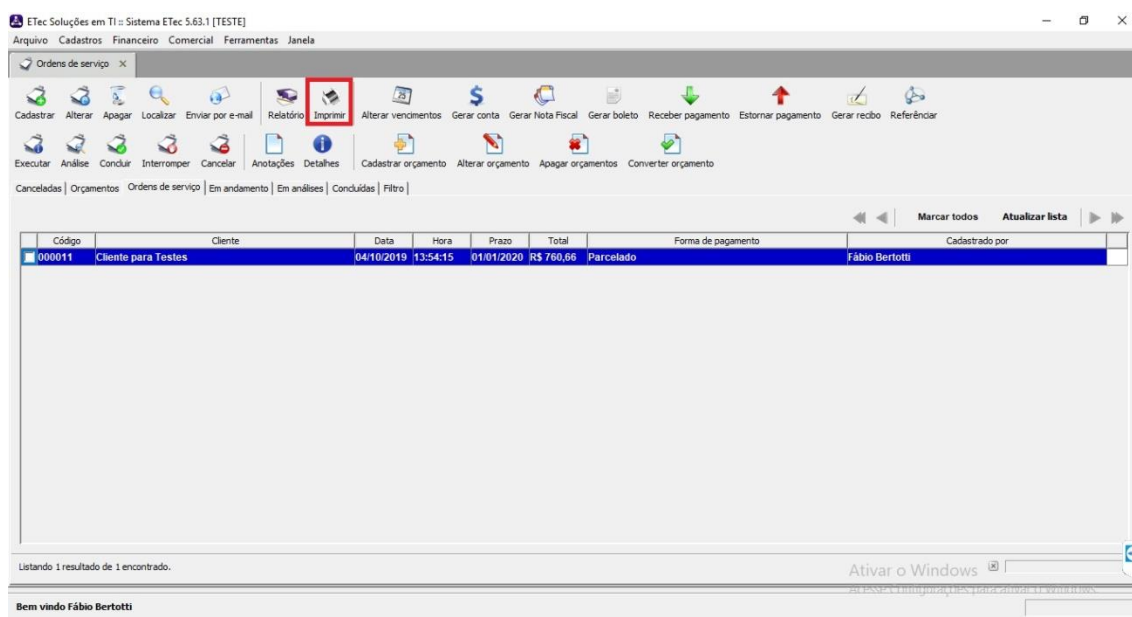 ETec Soluções em TI :: Sistema ETec 5.63.1 [TESTE]
Arquivo Cadastros Financeiro Comercial Ferramentas Janela
Ordens de serviço
Cadastrar Alterar Apagar Localizar Enviar por e-mail Relatório Imprimir Alterar vencimentos Gerar conta Gerar Nota Fiscal Gerar boleto Receber pagamento Estornar pagamento Gerar recibo Referênciar
Executar Análise Concluir Interromper Cancelar Anotações Detalhes Cadastrar orçamento Alterar orçamento Apagar orçamentos Converter orçamento
Canceladas Orçamentos Ordens de serviço Em andamento Em análises Concluídas Filtro
Marcar todos Atualizar lista
Código Cliente Data Hora Prazo Total Forma de pagamento Cadastrado por
000011 Cliente para Testes 04/10/2019 13:54:15 01/01/2020 R$ 760,66 Parcelado Fábio Bertotti
Listando 1 resultado de 1 encontrado.
Ativar o Windows
Acesse Configurações para ativar o Windows.
Bem vindo Fábio Bertotti